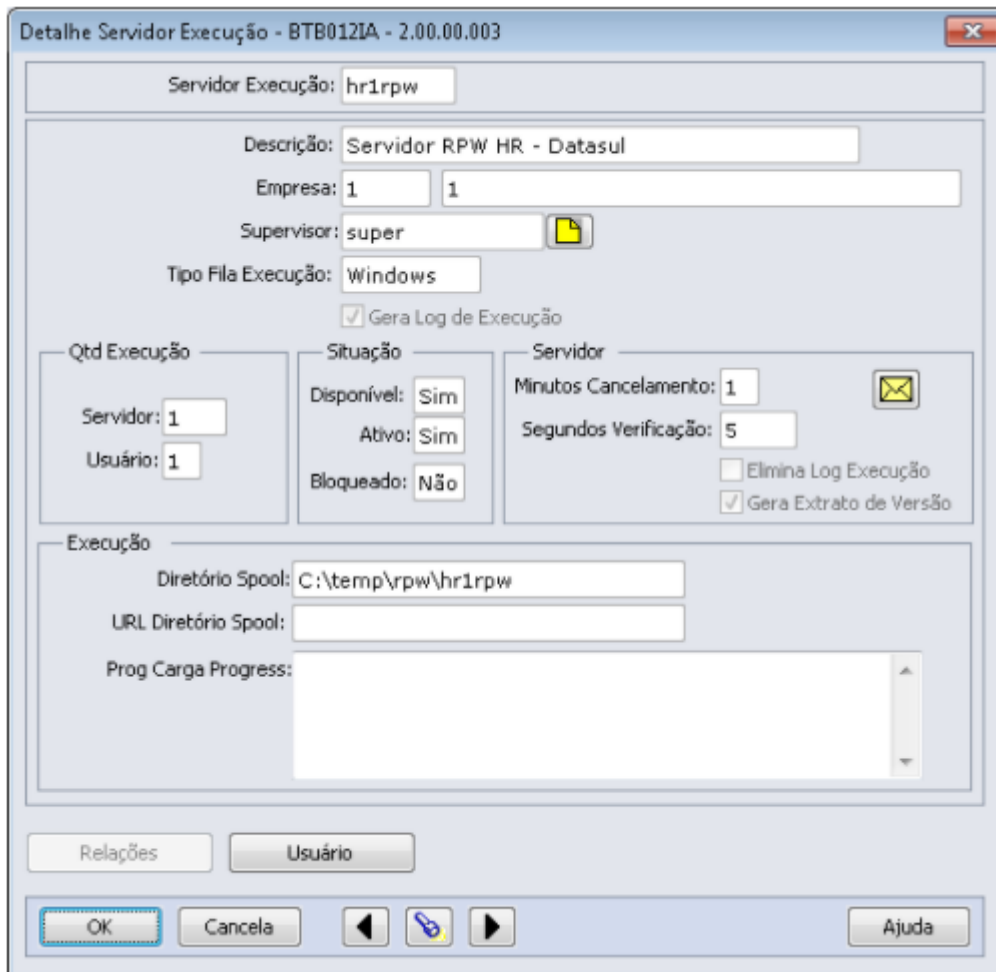 Detalhe Servidor Execução - BTB012IA - 2.00.00.003
Servidor Execução: hr1rpw
Descrição: Servidor RPW HR - Datasul
Empresa: 1 1
Supervisor: super
Tipo Fila Execução: Windows
Gera Log de Execução
Qtd Execução
Servidor: 1
Usuário: 1
Situação
Disponível: Sim
Ativo: Sim
Bloqueado: Não
Servidor
Minutos Cancelamento: 1
Segundos Verificação: 5
Elimina Log Execução
Gera Extrato de Versão
Execução
Diretório Spool: C:\temp\rpw\hr1rpw
URL Diretório Spool:
Prog Carga Progress:
Relações Usuário
OK Cancela Ajuda